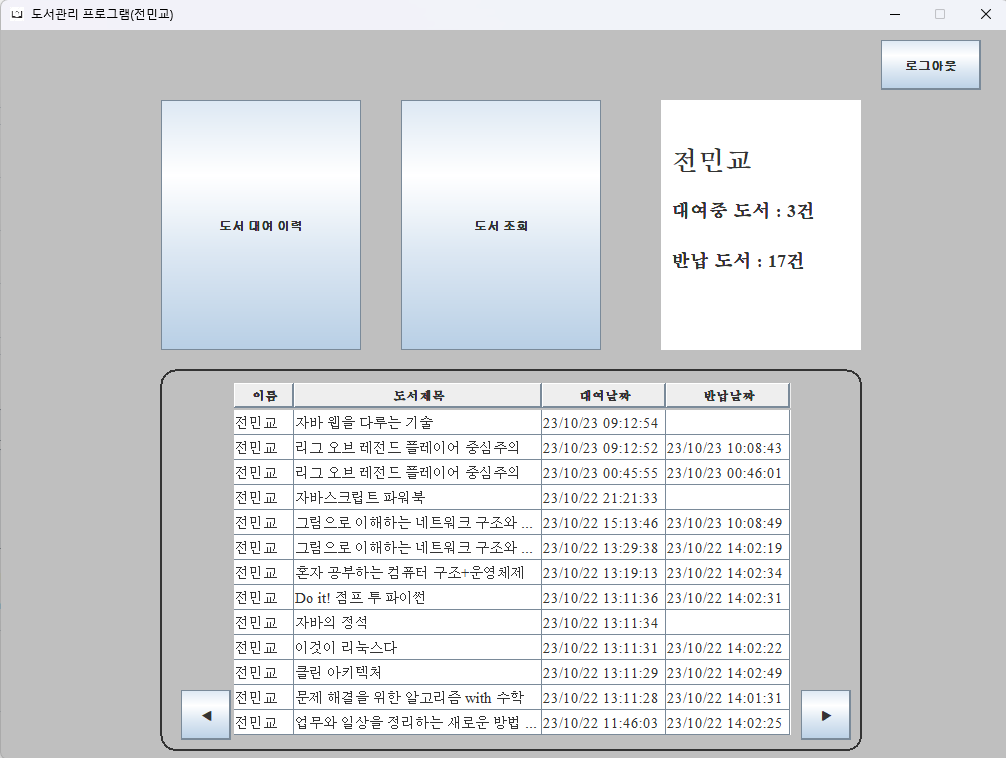 도서관리 프로그램(전민교)
로그아웃
도서 대여 이력
도서 조회
전민교
대여중 도서 : 3건
반납 도서 : 17건
이름 도서제목 대여날짜 반납날짜
전민교 자바 웹을 다루는 기술 23/10/23 09:12:54
전민교 리그 오브 레전드 플레이어 중심주의 23/10/23 09:12:52 23/10/23 10:08:43
전민교 리그 오브 레전드 플레이어 중심주의 23/10/23 00:45:55 23/10/23 00:46:01
전민교 자바스크립트 파워북 23/10/22 21:21:33
전민교 그림으로 이해하는 네트워크 구조와 ... 23/10/22 15:13:46 23/10/23 10:08:49
전민교 그림으로 이해하는 네트워크 구조와 ... 23/10/22 13:29:38 23/10/22 14:02:19
전민교 혼자 공부하는 컴퓨터 구조+운영체제 23/10/22 13:19:13 23/10/22 14:02:34
전민교 Do it! 점프 투 파이썬 23/10/22 13:11:36 23/10/22 14:02:31
전민교 자바의 정석 23/10/22 13:11:34
전민교 이것이 리눅스다 23/10/22 13:11:31 23/10/22 14:02:22
전민교 클린 아키텍처 23/10/22 13:11:29 23/10/22 14:02:49
전민교 문제 해결을 위한 알고리즘 with 수학 23/10/22 13:11:28 23/10/22 14:01:31
전민교 업무와 일상을 정리하는 새로운 방법 ... 23/10/22 11:46:03 23/10/22 14:02:25